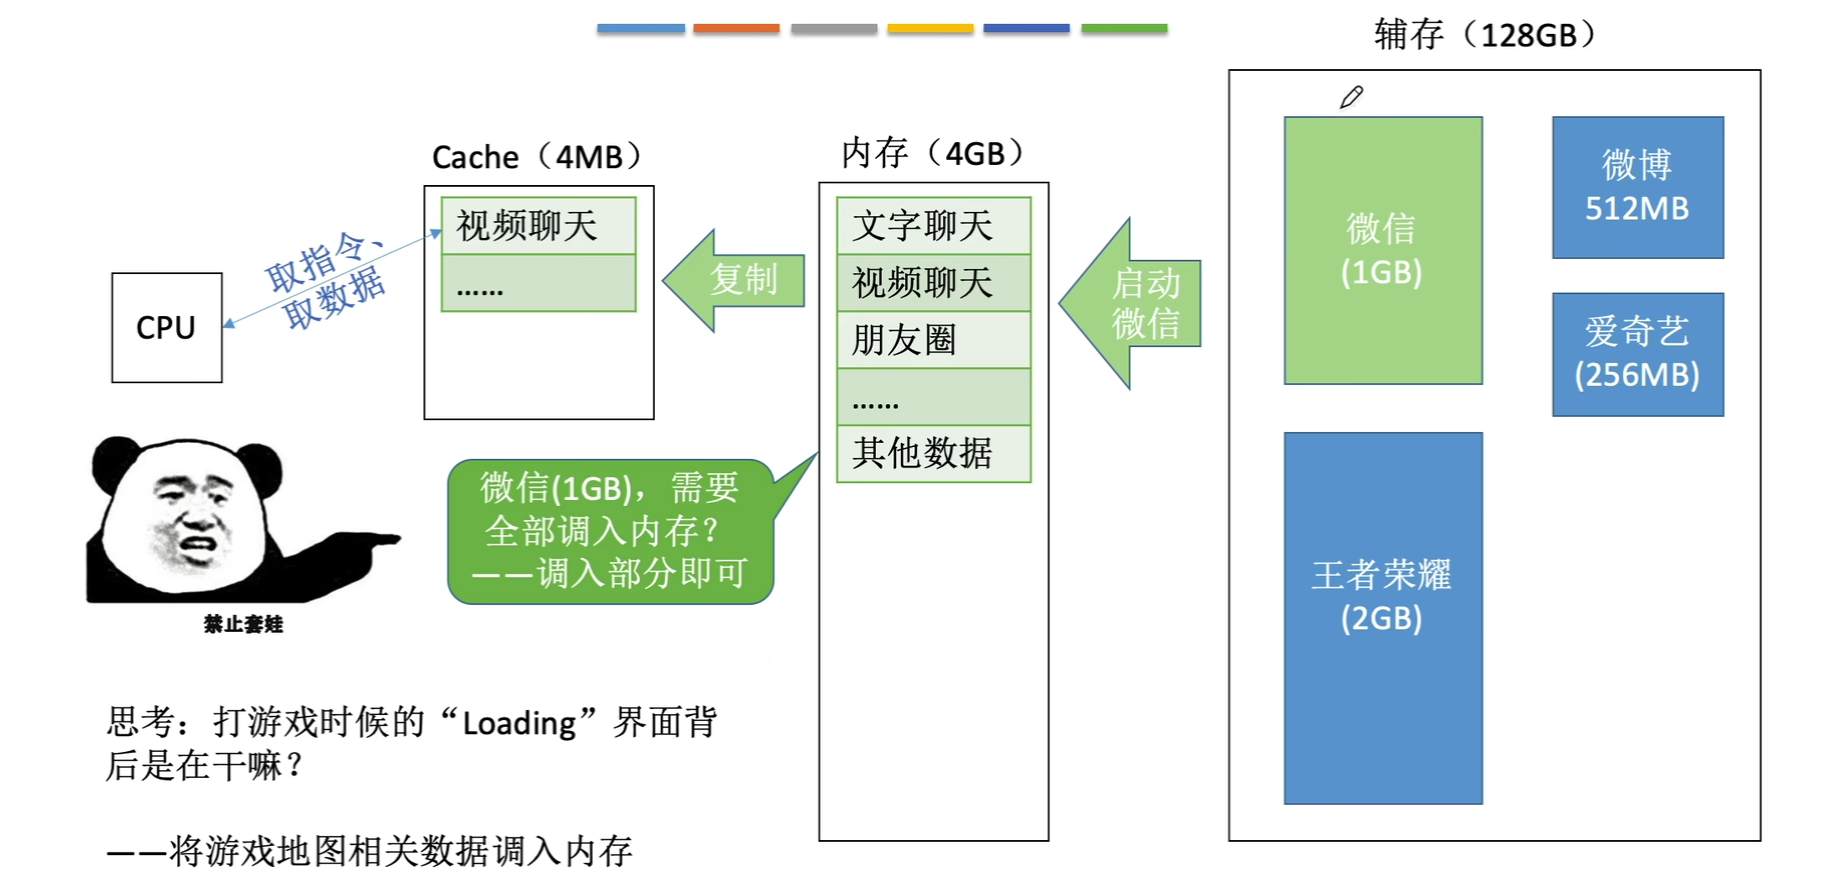 辅存（128GB）
Cache（4MB）
内存（4GB）
视频聊天
……
取指令、
取数据
CPU
复制
文字聊天
视频聊天
朋友圈
……
其他数据
启动
微信
微信
(1GB)
微博
512MB
爱奇艺
(256MB)
王者荣耀
(2GB)
微信(1GB)，需要
全部调入内存？
——调入部分即可
禁止套娃
思考：打游戏时候的“Loading”界面背
后是在干嘛？
——将游戏地图相关数据调入内存